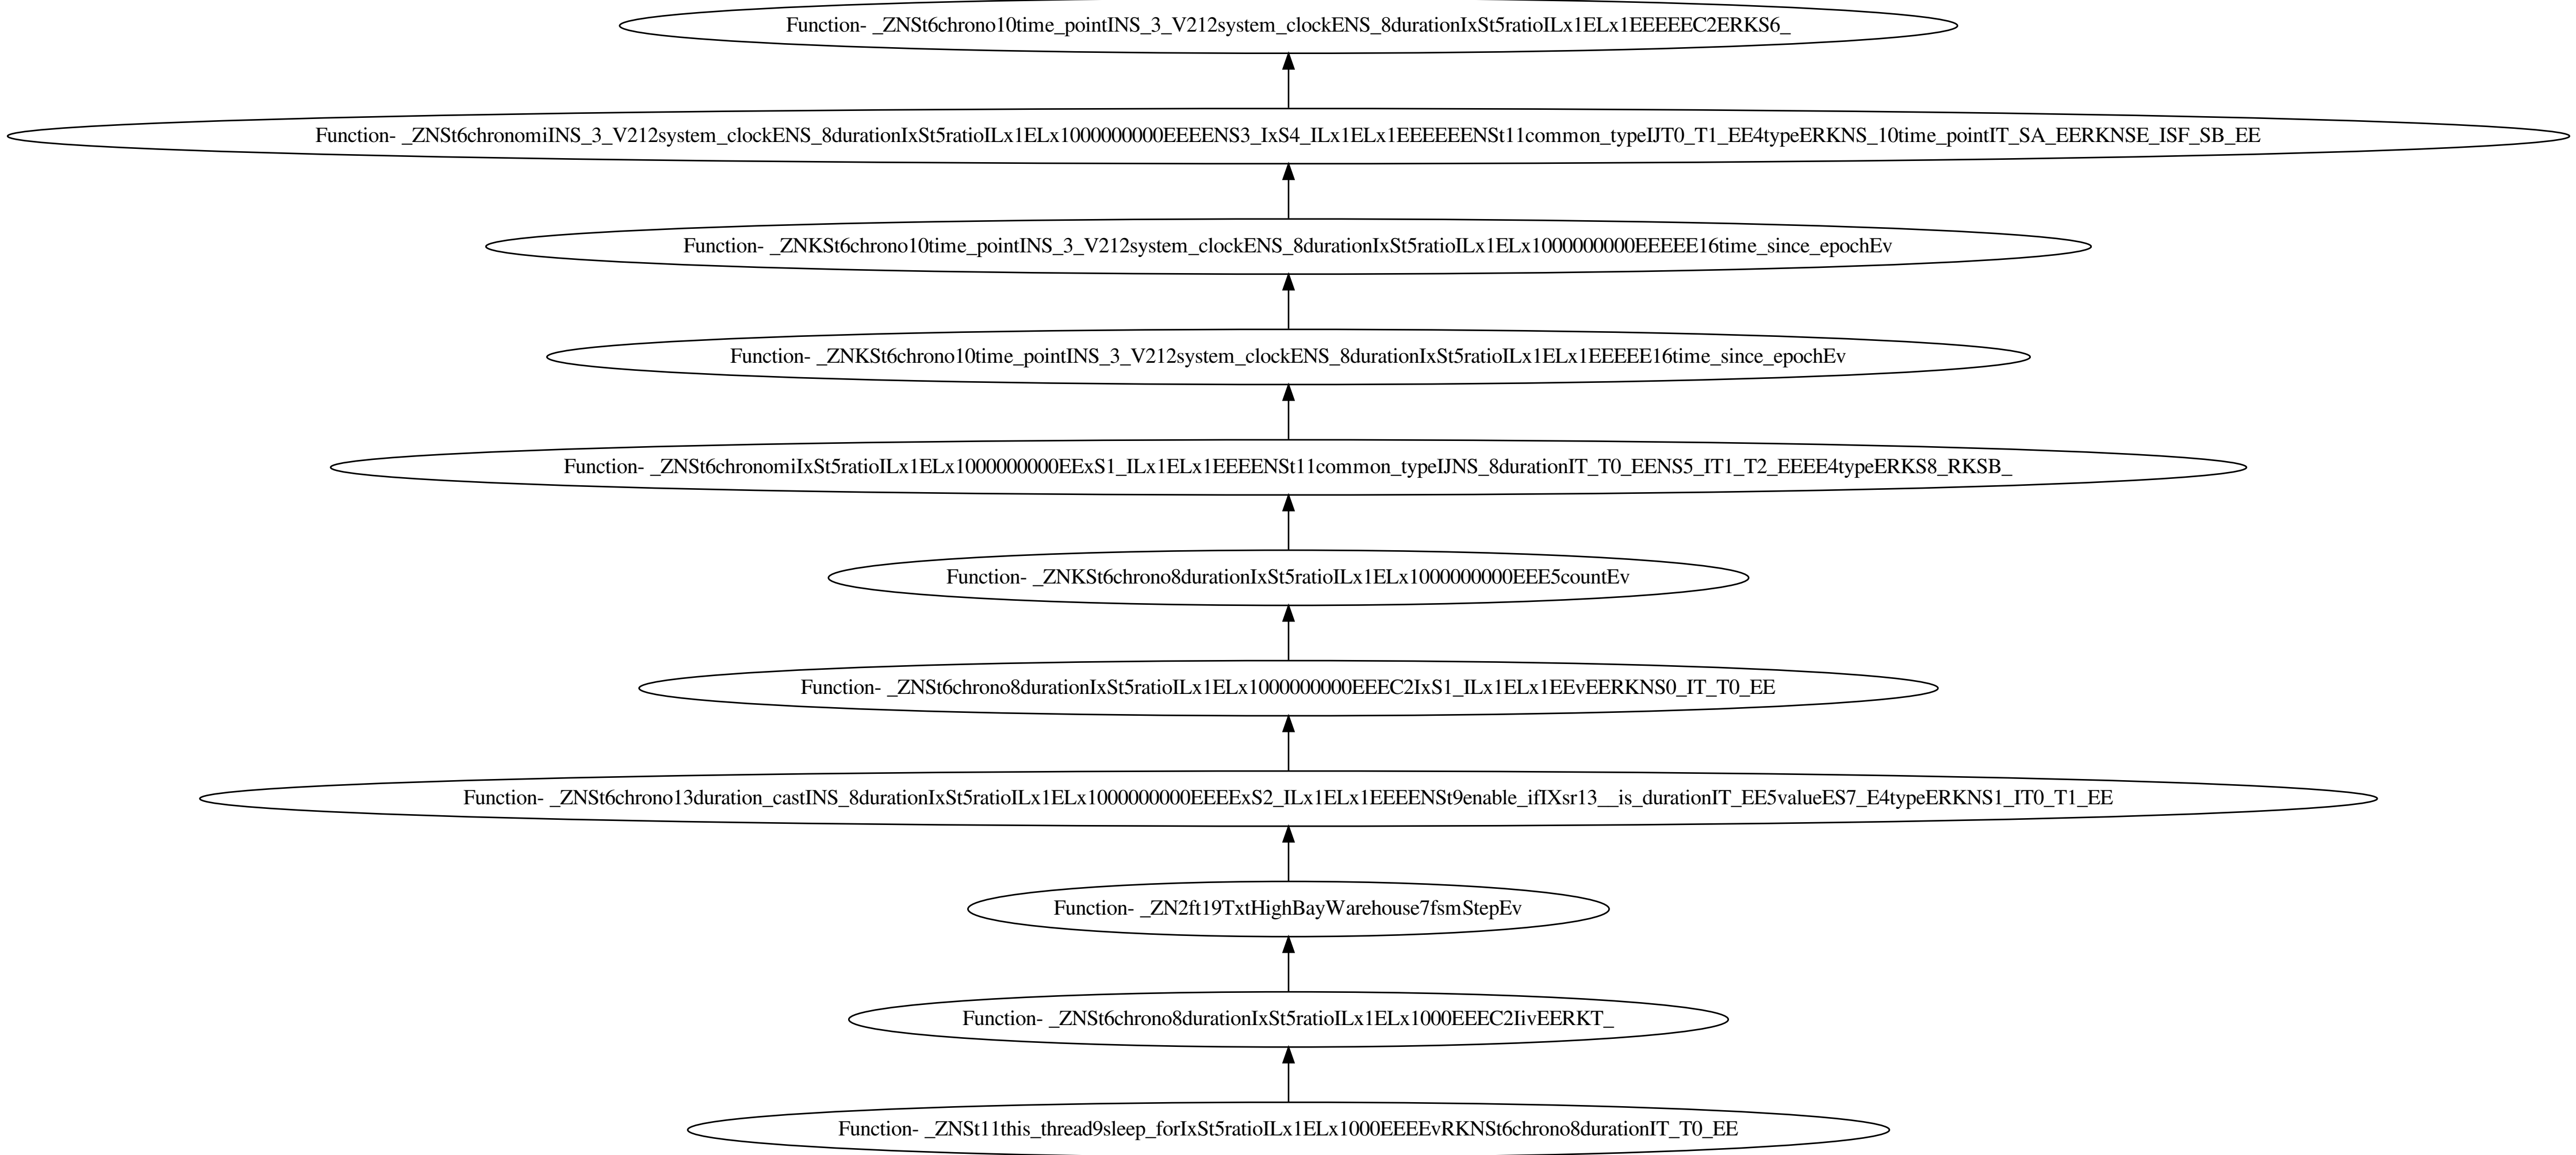 Function- _ZNSt6chrono10time_pointINS_3_V212system_clockENS_8durationIxSt5ratioILx1ELx1EEEEEC2ERKS6_
Function- _ZNSt6chronomiINS_3_V212system_clockENS_8durationIxSt5ratioILx1ELx1000000000EEEENS3_IxS4_ILx1ELx1EEEEEENSt11common_typeIJT0_T1_EE4typeERKNS_10time_pointIT_SA_EERKNSE_ISF_SB_EE
Function- _ZNKSt6chrono10time_pointINS_3_V212system_clockENS_8durationIxSt5ratioILx1ELx1000000000EEEEE16time_since_epochEv
Function- _ZNKSt6chrono10time_pointINS_3_V212system_clockENS_8durationIxSt5ratioILx1ELx1EEEEE16time_since_epochEv
Function- _ZNSt6chronomiIxSt5ratioILx1ELx1000000000EExS1_ILx1ELx1EEEENSt11common_typeIJNS_8durationIT_T0_EENS5_IT1_T2_EEEE4typeERKS8_RKSB_
Function- _ZNKSt6chrono8durationIxSt5ratioILx1ELx1000000000EEE5countEv
Function- _ZNSt6chrono8durationIxSt5ratioILx1ELx1000000000EEEC2IxS1_ILx1ELx1EEvEERKNS0_IT_T0_EE
Function- _ZNSt6chrono13duration_castINS_8durationIxSt5ratioILx1ELx1000000000EEEExS2_ILx1ELx1EEEENSt9enable_ifIXsr13__is_durationIT_EE5valueES7_E4typeERKNS1_IT0_T1_EE
Function- _ZN2ft19TxtHighBayWarehouse7fsmStepEv
Function- _ZNSt6chrono8durationIxSt5ratioILx1ELx1000EEEC2IivEERKT_
Function- _ZNSt11this_thread9sleep_forIxSt5ratioILx1ELx1000EEEEvRKNSt6chrono8durationIT_T0_EE